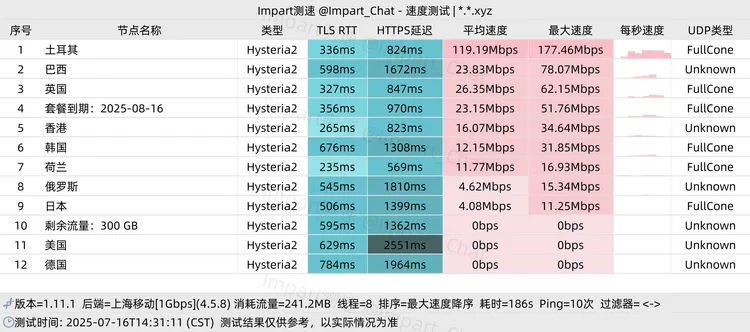 Impart测速 @Impart_Chat - 速度测试 | *.*.xyz
序号 节点名称 类型 TLS RTT HTTPS延迟 平均速度 最大速度 每秒速度 UDP类型
1 土耳其 Hysteria2 336ms 824ms 119.19Mbps 177.46Mbps FullCone
2 巴西 Hysteria2 598ms 1672ms 23.83Mbps 78.07Mbps Unknown
3 英国 Hysteria2 327ms 847ms 26.35Mbps 62.15Mbps FullCone
4 套餐到期：2025-08-16 Hysteria2 356ms 970ms 23.15Mbps 51.76Mbps FullCone
5 香港 Hysteria2 265ms 823ms 16.07Mbps 34.64Mbps Unknown
6 韩国 Hysteria2 676ms 1308ms 12.15Mbps 31.85Mbps FullCone
7 荷兰 Hysteria2 235ms 569ms 11.77Mbps 16.93Mbps FullCone
8 俄罗斯 Hysteria2 545ms 1810ms 4.62Mbps 15.34Mbps Unknown
9 日本 Hysteria2 506ms 1399ms 4.08Mbps 11.25Mbps FullCone
10 剩余流量：300 GB Hysteria2 595ms 1362ms 0bps 0bps Unknown
11 美国 Hysteria2 629ms 2551ms 0bps 0bps Unknown
12 德国 Hysteria2 784ms 1964ms 0bps 0bps Unknown
版本=1.11.1 后端=上海移动[1Gbps](4.5.8) 消耗流量=241.2MB 线程=8 排序=最大速度降序 耗时=186s Ping=10次 过滤器= <->
测试时间: 2025-07-16T14:31:11 (CST) 测试结果仅供参考，以实际情况为准